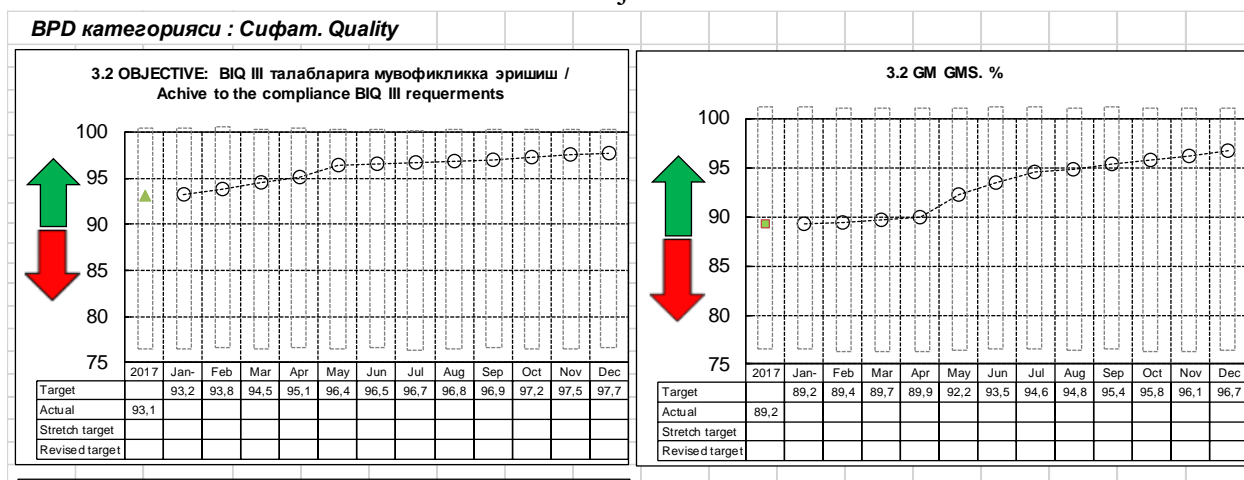 BPD категорияси : Сифат. Quality
3.2 OBJECTIVE: BIQ III талабларига мувофикликка эришиш /
Achive to the compliance BIQ III requerments
100
95
90
85
80
75
2017 Jan- Feb Mar Apr May Jun Jul Aug Sep Oct Nov Dec
Target 93,2 93,8 94,5 95,1 96,4 96,5 96,7 96,8 96,9 97,2 97,5 97,7
Actual 93,1
Stretch target
Revised target
3.2 GM GMS. %
100
95
90
85
80
75
2017 Jan- Feb Mar Apr May Jun Jul Aug Sep Oct Nov Dec
Target 89,2 89,4 89,7 89,9 92,2 93,5 94,6 94,8 95,4 95,8 96,1 96,7
Actual 89,2
Stretch target
Revised target